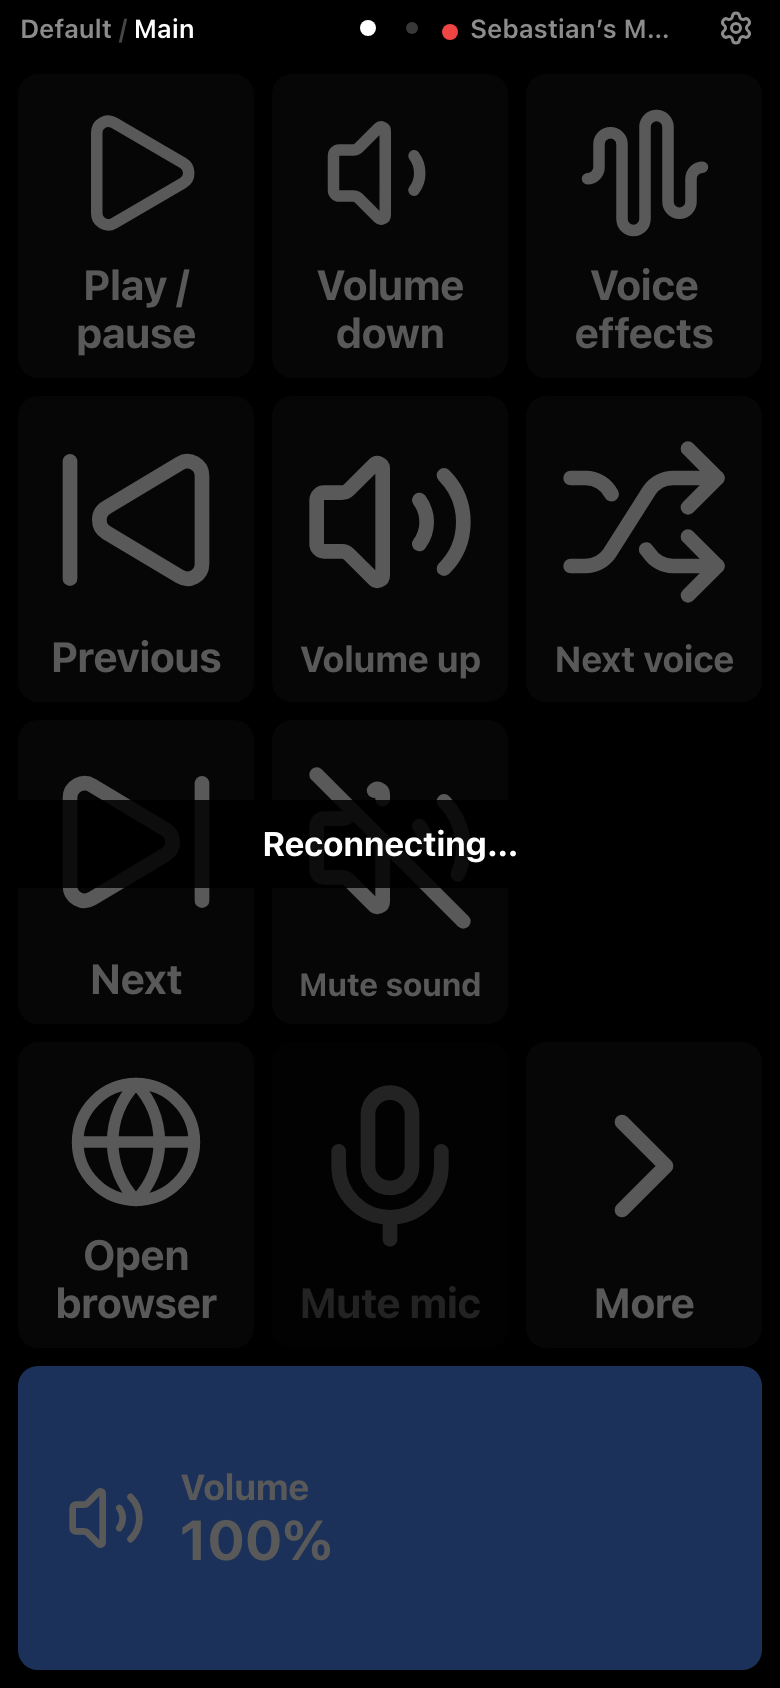 Default / Main
Sebastian’s M...
Play /
pause
Volume
down
Voice
effects
Previous
Volume up
Next voice
Reconnecting...
Next
Mute sound
Open
browser
Mute mic
More
Volume
100%